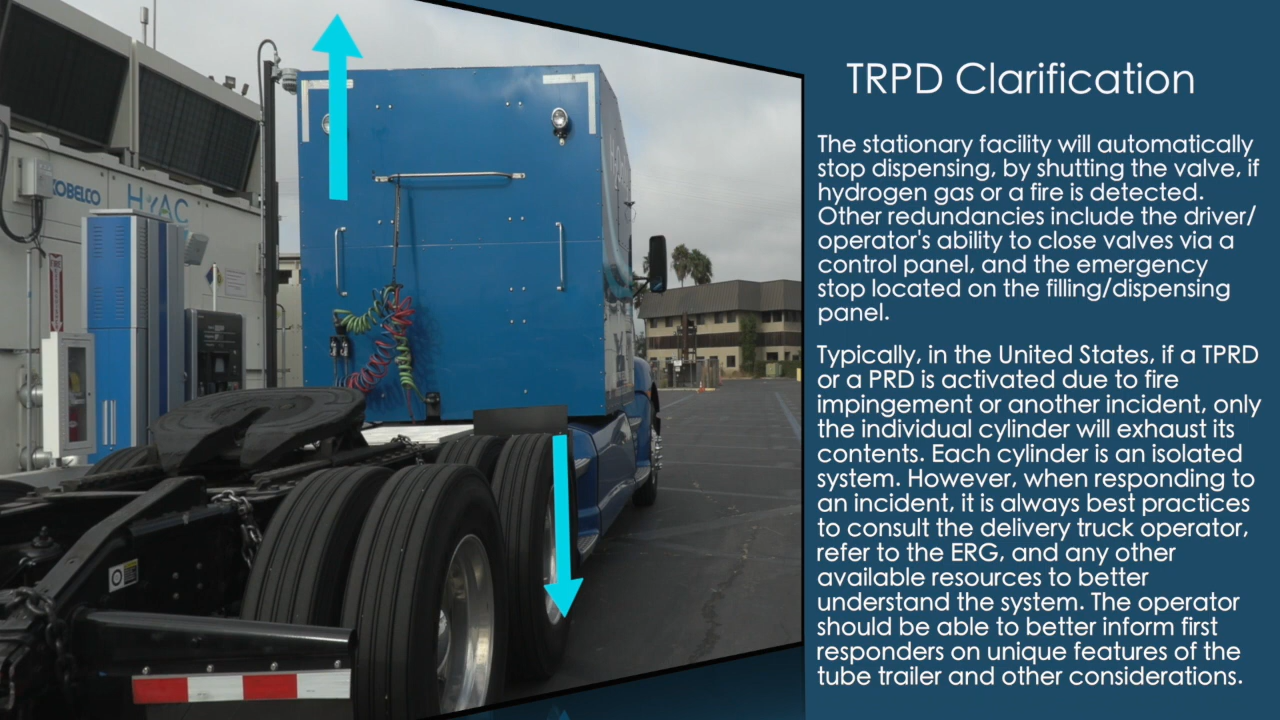 TRPD Clarification
The stationary facility will automatically
stop dispensing, by shutting the valve, if
hydrogen gas or a fire is detected.
Other redundancies include the driver/
operator's ability to close valves via a
control panel, and the emergency
stop located on the filling/dispensing
panel.
Typically, in the United States, if a TPRD
or a PRD is activated due to fire
impingement or another incident, only
the individual cylinder will exhaust its
contents. Each cylinder is an isolated
system. However, when responding to
an incident, it is always best practices
to consult the delivery truck operator,
refer to the ERG, and any other
available resources to better
understand the system. The operator
should be able to better inform first
responders on unique features of the
tube trailer and other considerations.
KOBELCO